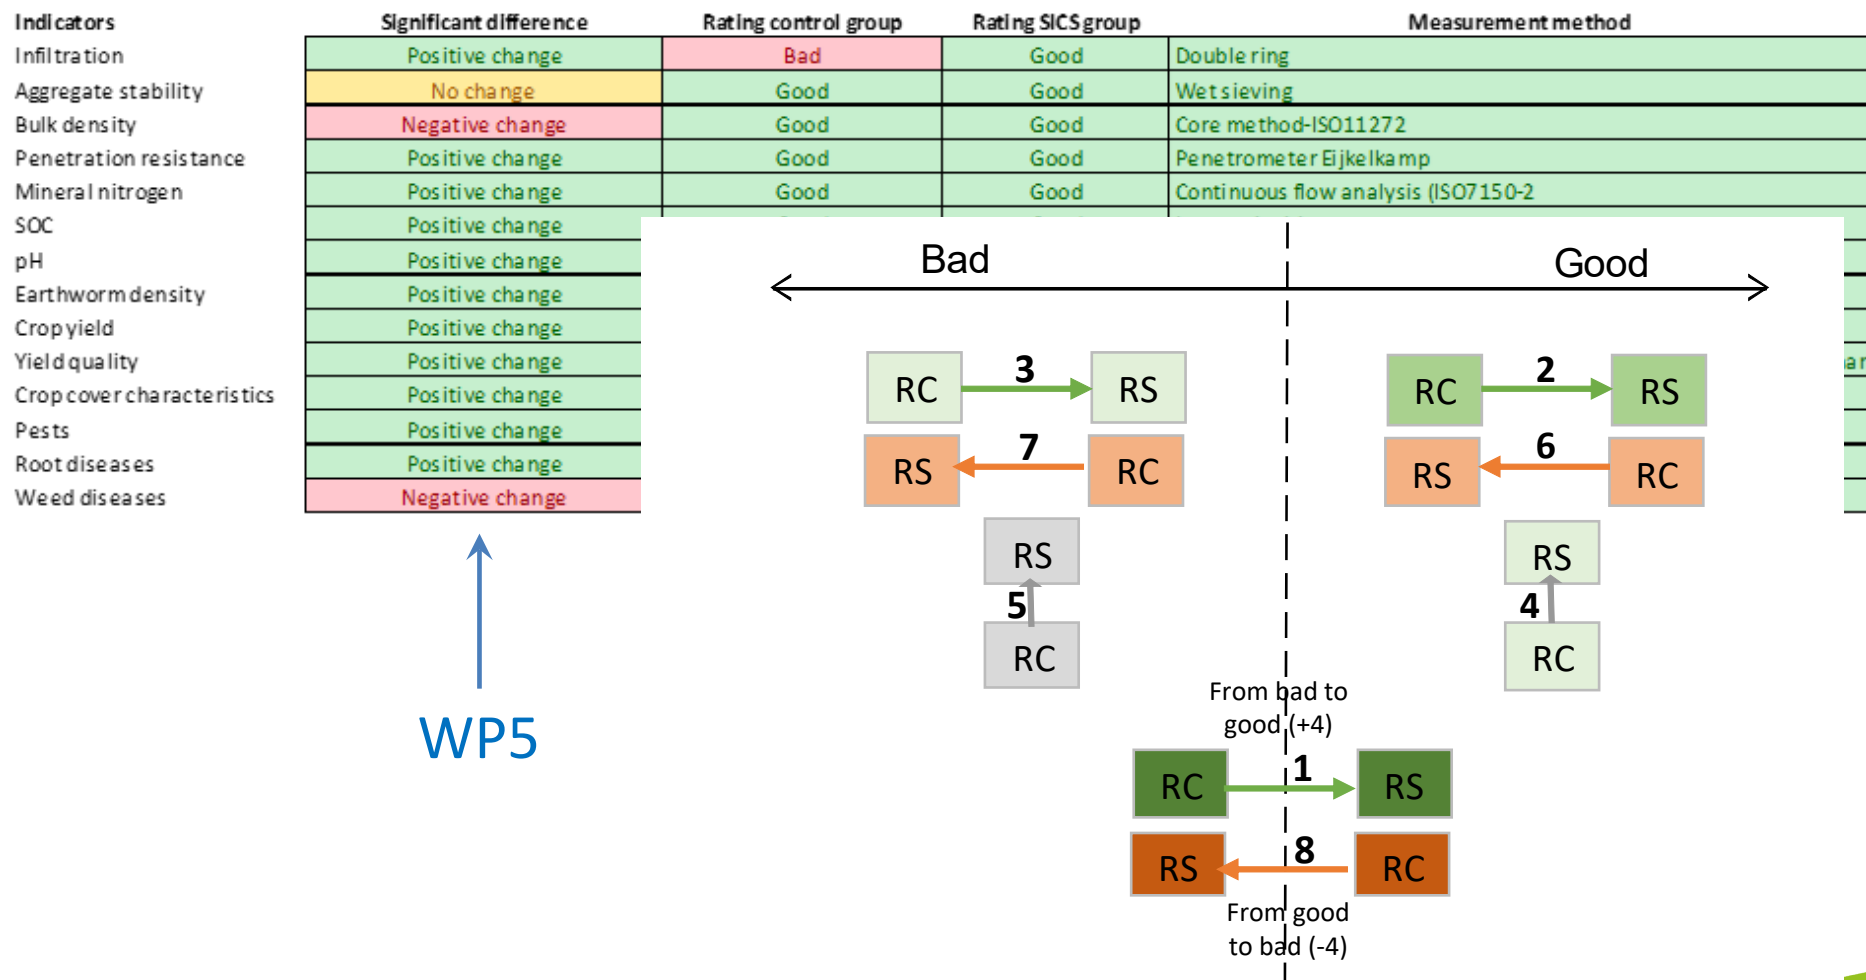 Indicators Significant difference Rating control group Rating SICS group Measurement method
Infiltration Positive change Bad Good Double ring
Aggregate stability No change Good Good Wet sieving
Bulk density Negative change Good Good Core method-ISO11272
Penetration resistance Positive change Good Good Penetrometer Eijkelkamp
Mineral nitrogen Positive change Good Good Continuous flow analysis (ISO7150-2
SOC Positive change
pH Positive change
Earthworm density Positive change
Crop yield Positive change
Yield quality Positive change
Crop cover characteristics Positive change
Pests Positive change
Root diseases Positive change
Weed diseases Negative change
WP5
Bad Good
RC 3 RS RC 2 RS
RS 7 RC RS 6 RC
RS RS
5 4
RC RC
From bad to
good (+4)
RC 1 RS
RS 8 RC
From good
to bad (-4)